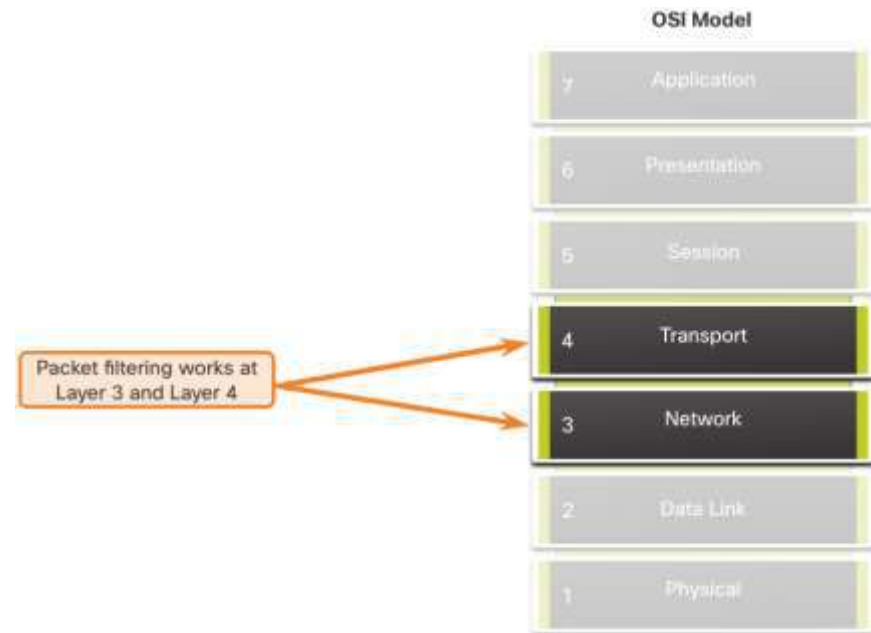 OSI Model
7 Application
6 Presentation
5 Session
4 Transport
Packet filtering works at
Layer 3 and Layer 4
3 Network
2 Data Link
1 Physical